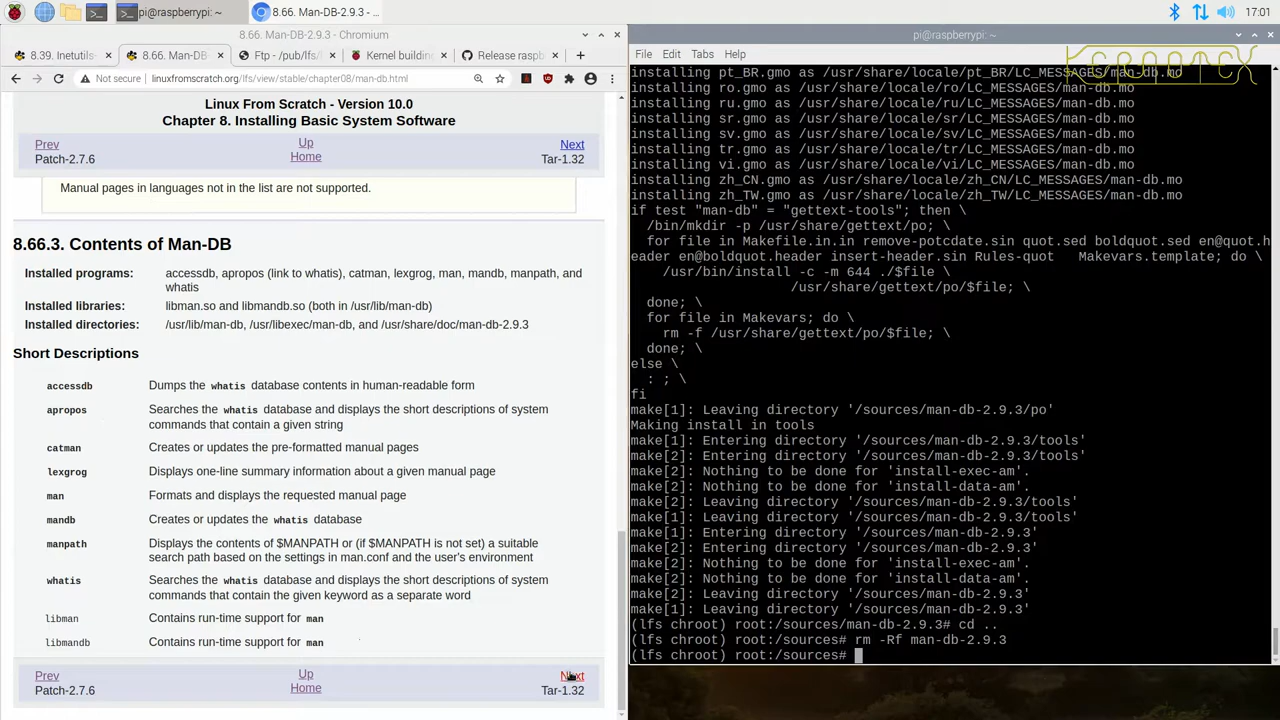 pi@raspberrypi: ~
8.66. Man-DB-2.9.3 - ...
17:01
8.66. Man-DB-2.9.3 - Chromium
8.39. Inetutils-
8.66. Man-DB-
Ftp - /pub/linux/
Kernel building
Release raspb
Not secure
linuxfromscratch.org/lfs/view/stable/chapter08/man-db.html
Linux From Scratch - Version 10.0
Chapter 8. Installing Basic System Software
Prev
Up
Next
Patch-2.7.6
Home
Tar-1.32
Manual pages in languages not in the list are not supported.
8.66.3. Contents of Man-DB
Installed programs: accessdb, apropos (link to whatis), catman, lexgrog, man, mandb, manpath, and
whatis
Installed libraries: libman.so and libmandb.so (both in /usr/lib/man-db)
Installed directories: /usr/lib/man-db, /usr/libexec/man-db, and /usr/share/doc/man-db-2.9.3
Short Descriptions
accessdb Dumps the whatis database contents in human-readable form
apropos Searches the whatis database and displays the short descriptions of system
commands that contain a given string
catman Creates or updates the pre-formatted manual pages
lexgrog Displays one-line summary information about a given manual page
man Formats and displays the requested manual page
mandb Creates or updates the whatis database
manpath Displays the contents of $MANPATH or (if $MANPATH is not set) a suitable
search path based on the settings in man.conf and the user's environment
whatis Searches the whatis database and displays the short descriptions of system
commands that contain the given keyword as a separate word
libman Contains run-time support for man
libmandb Contains run-time support for man
Prev
Up
Next
Patch-2.7.6
Home
Tar-1.32
pi@raspberrypi: ~
File Edit Tabs Help
installing pt_BR.gmo as /usr/share/locale/pt_BR/LC_MESSAGES/man-db.mo
installing ro.gmo as /usr/share/locale/ro/LC_MESSAGES/man-db.mo
installing ru.gmo as /usr/share/locale/ru/LC_MESSAGES/man-db.mo
installing sr.gmo as /usr/share/locale/sr/LC_MESSAGES/man-db.mo
installing sv.gmo as /usr/share/locale/sv/LC_MESSAGES/man-db.mo
installing tr.gmo as /usr/share/locale/tr/LC_MESSAGES/man-db.mo
installing vi.gmo as /usr/share/locale/vi/LC_MESSAGES/man-db.mo
installing zh_CN.gmo as /usr/share/locale/zh_CN/LC_MESSAGES/man-db.mo
installing zh_TW.gmo as /usr/share/locale/zh_TW/LC_MESSAGES/man-db.mo
if test "man-db" = "gettext-tools"; then \
/bin/mkdir -p /usr/share/gettext/po; \
for file in Makefile.in.in remove-potcdate.sin quot.sed boldquot.sed en@quot.h
eader en@boldquot.header insert-header.sin Rules-quot Makevars.template; do \
/usr/bin/install -c -m 644 ./$file \
/usr/share/gettext/po/$file; \
done; \
for file in Makevars; do \
rm -f /usr/share/gettext/po/$file; \
done; \
else \
: ; \
fi
make[1]: Leaving directory '/sources/man-db-2.9.3/po'
Making install in tools
make[1]: Entering directory '/sources/man-db-2.9.3/tools'
make[2]: Entering directory '/sources/man-db-2.9.3/tools'
make[2]: Nothing to be done for 'install-exec-am'.
make[2]: Nothing to be done for 'install-data-am'.
make[2]: Leaving directory '/sources/man-db-2.9.3/tools'
make[1]: Leaving directory '/sources/man-db-2.9.3/tools'
make[1]: Entering directory '/sources/man-db-2.9.3'
make[2]: Entering directory '/sources/man-db-2.9.3'
make[2]: Nothing to be done for 'install-exec-am'.
make[2]: Nothing to be done for 'install-data-am'.
make[2]: Leaving directory '/sources/man-db-2.9.3'
make[1]: Leaving directory '/sources/man-db-2.9.3'
(lfs chroot) root:/sources/man-db-2.9.3# cd ..
(lfs chroot) root:/sources# rm -Rf man-db-2.9.3
(lfs chroot) root:/sources#